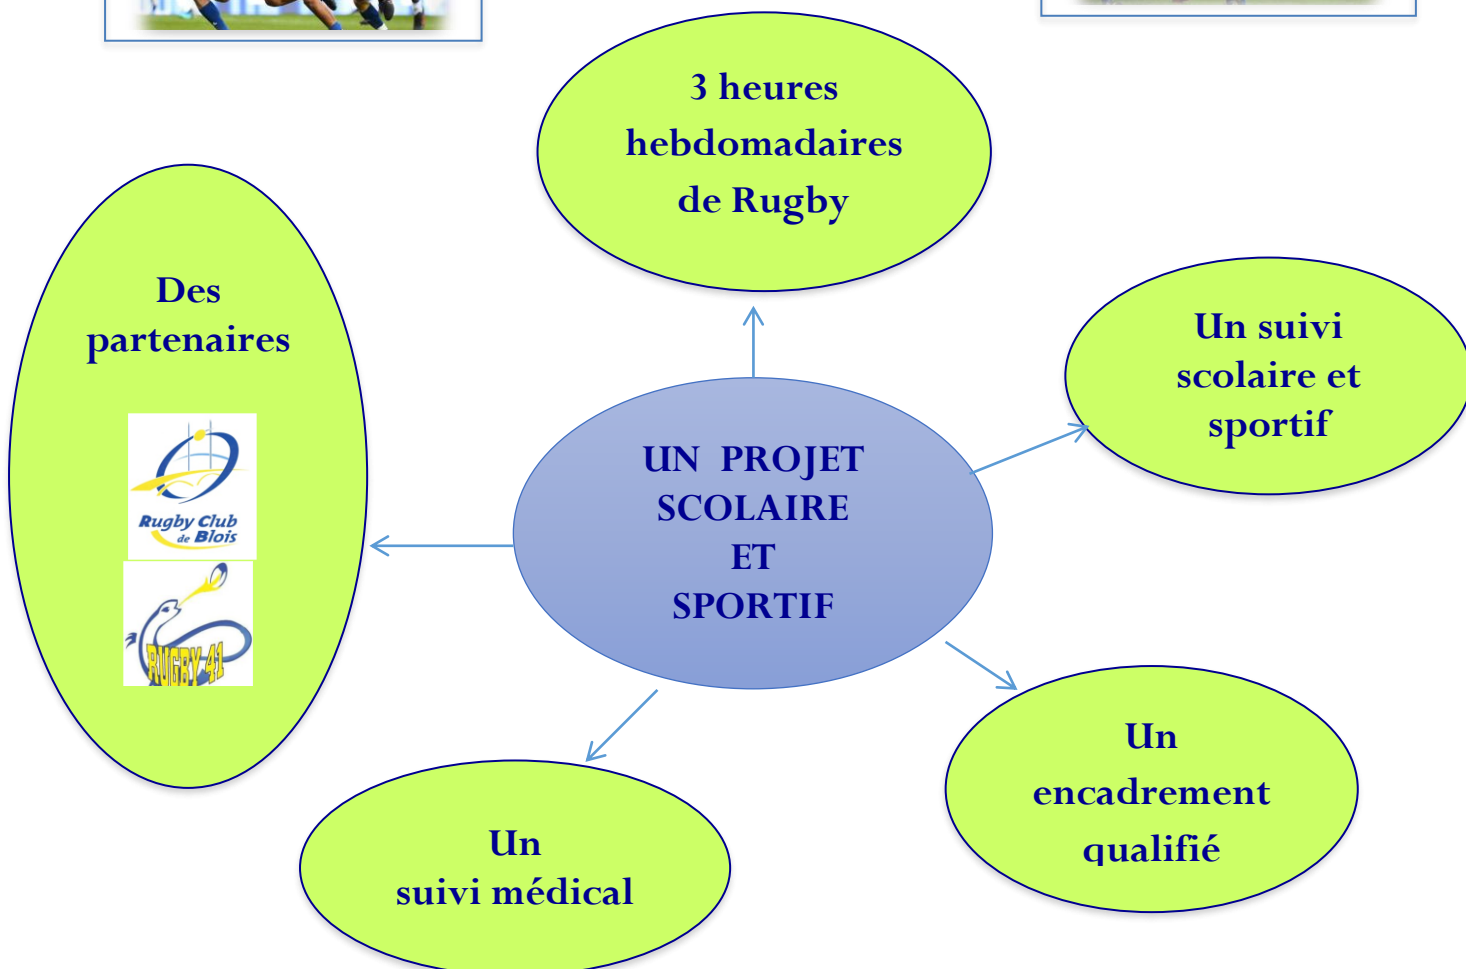 3 heures
hebdomadaires
de Rugby
Des
partenaires
Rugby Club
de Blois
RUGBY 41
Un suivi
scolaire et
sportif
UN PROJET
SCOLAIRE
ET
SPORTIF
Un
encadrement
qualifié
Un
suivi médical